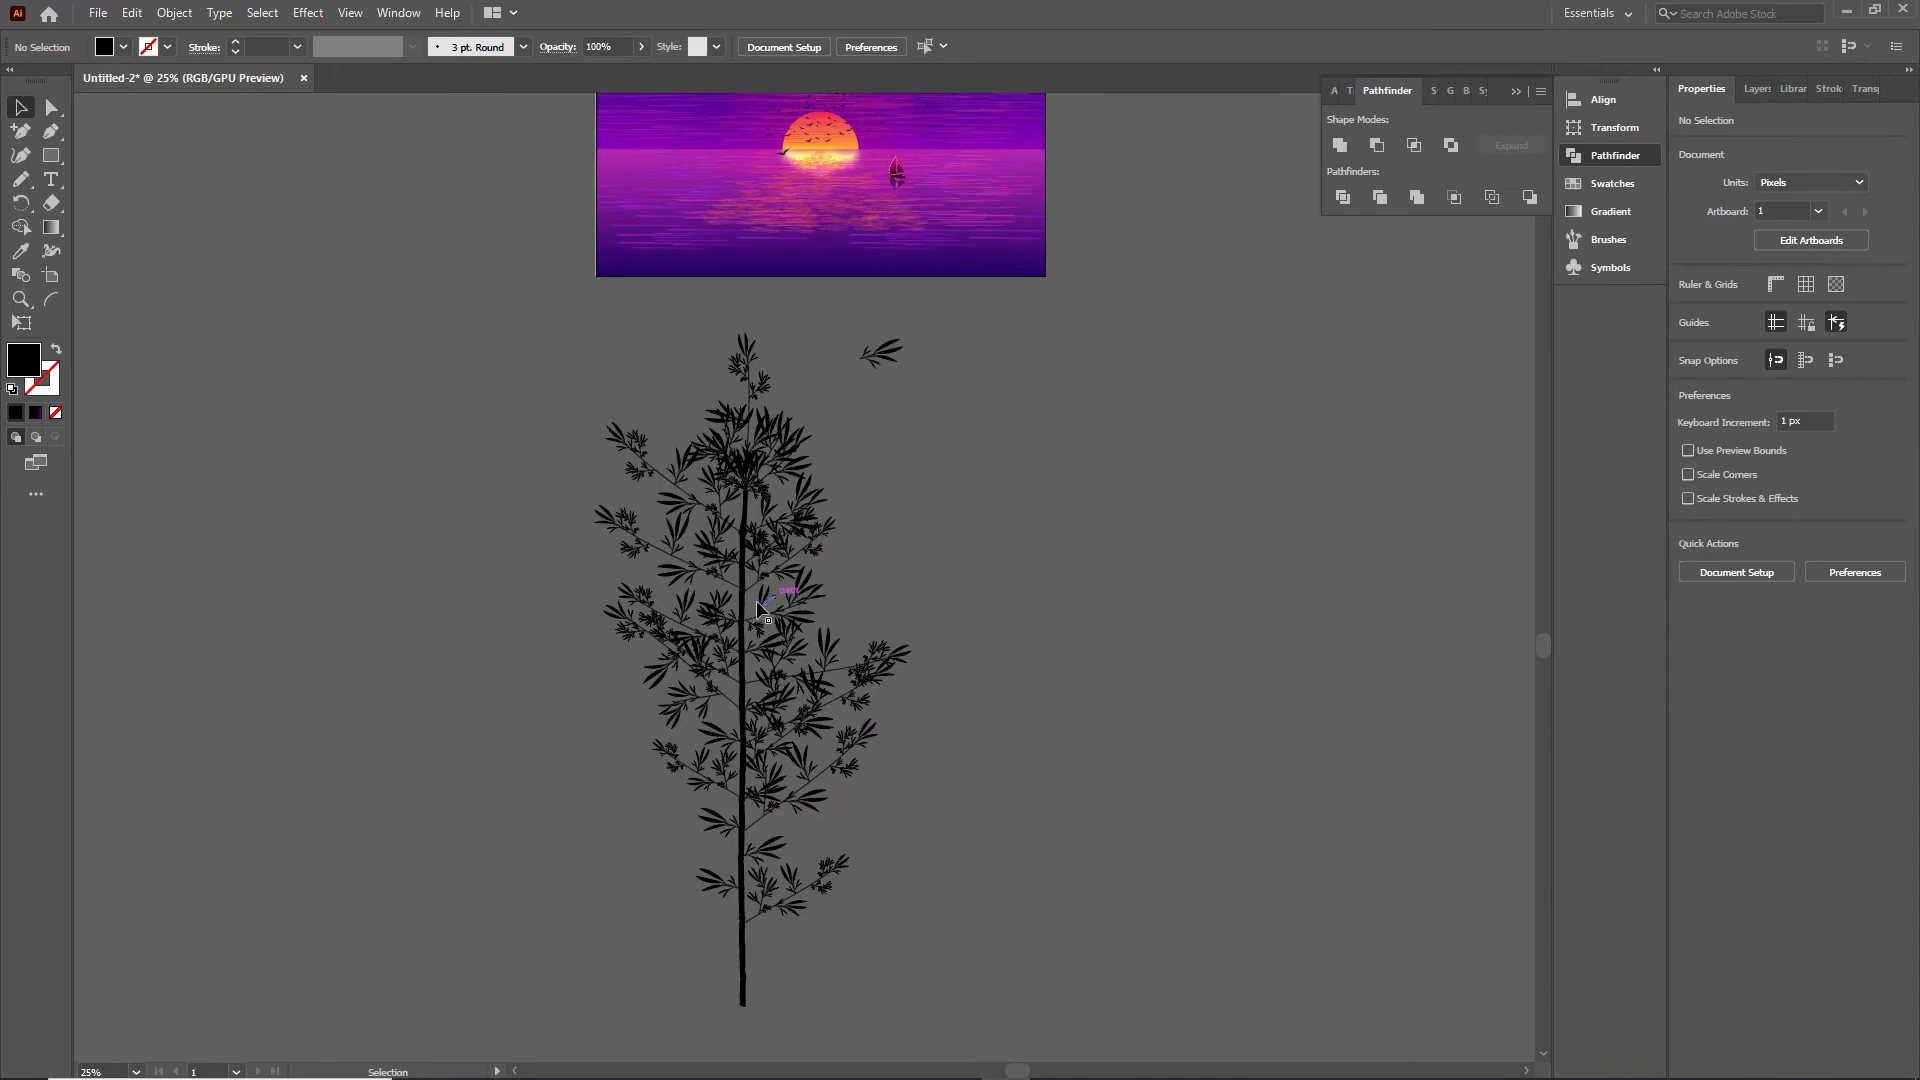 Ai File Edit Object Type Select Effect View Window Help Essentials Search Adobe Stock
No Selection Stroke: 3 pt. Round Opacity: 100% Style: Document Setup Preferences
Untitled-2* @ 25% (RGB/GPU Preview)
A T Pathfinder S G B Sy
Shape Modes:
Expand
Pathfinders:
Align
Transform
Pathfinder
Swatches
Gradient
Brushes
Symbols
Properties Layers Librar Strok Transp
No Selection
Document
Units: Pixels
Artboard: 1
Edit Artboards
Ruler & Grids
Guides
Snap Options
Preferences
Keyboard Increment: 1 px
Use Preview Bounds
Scale Corners
Scale Strokes & Effects
Quick Actions
Document Setup Preferences
25% 1 Selection